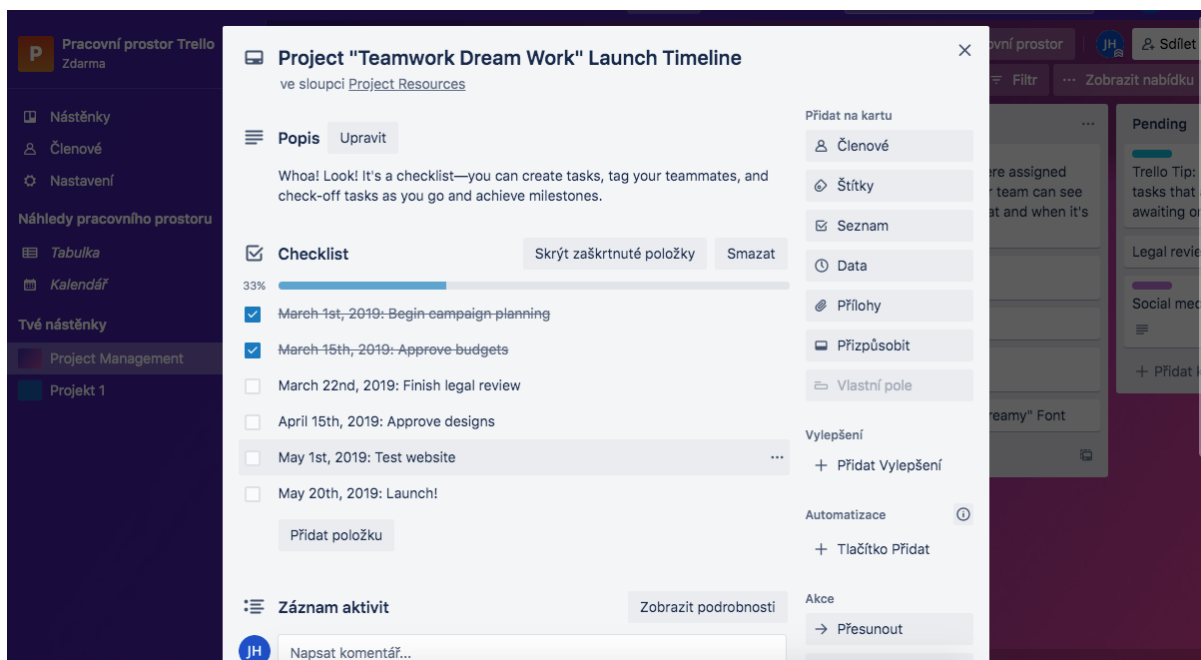 P
Pracovní prostor Trello
Zdarma
Nástěnky
Členové
Nastavení
Náhledy pracovního prostoru
Tabulka
Kalendář
Tvé nástěnky
Project Management
Projekt 1
Project "Teamwork Dream Work" Launch Timeline
ve sloupci Project Resources
Popis
Upravit
Whoa! Look! It's a checklist—you can create tasks, tag your teammates, and
check-off tasks as you go and achieve milestones.
Checklist
Skrýt zaškrtnuté položky
Smazat
33%
March 1st, 2019: Begin campaign planning
March 15th, 2019: Approve budgets
March 22nd, 2019: Finish legal review
April 15th, 2019: Approve designs
May 1st, 2019: Test website
May 20th, 2019: Launch!
Přidat položku
Záznam aktivit
Zobrazit podrobnosti
JH
Napsat komentář...
Přidat na kartu
Členové
Štítky
Seznam
Data
Přílohy
Přizpůsobit
Vlastní pole
Vylepšení
+ Přidat Vylepšení
Automatizace
+ Tlačítko Přidat
Akce
→ Přesunout
prostor
JH
Sdílet
Filtr
... Zobrazit nabídku
assigned
team can see
at and when it's
Font
Pending
Trello Tip:
tasks that
awaiting
Legal
Social
+ Přidat